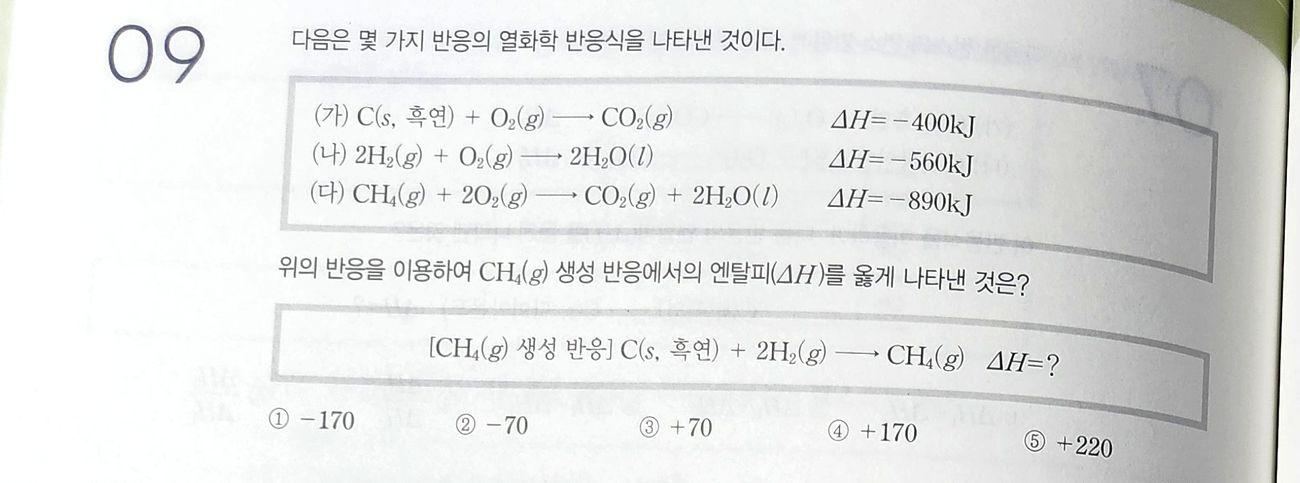 09
다음은 몇 가지 반응의 열화학 반응식을 나타낸 것이다.
(가) C(s, 흑연) + O₂(g) ⟶ CO₂(g) ΔH=−400kJ
(나) 2H₂(g) + O₂(g) ⟶ 2H₂O(l) ΔH=−560kJ
(다) CH₄(g) + 2O₂(g) ⟶ CO₂(g) + 2H₂O(l) ΔH=−890kJ
위의 반응을 이용하여 CH₄(g) 생성 반응에서의 엔탈피(ΔH)를 옳게 나타낸 것은?
[CH₄(g) 생성 반응] C(s, 흑연) + 2H₂(g) ⟶ CH₄(g) ΔH=?
① −170 ② −70 ③ +70 ④ +170 ⑤ +220